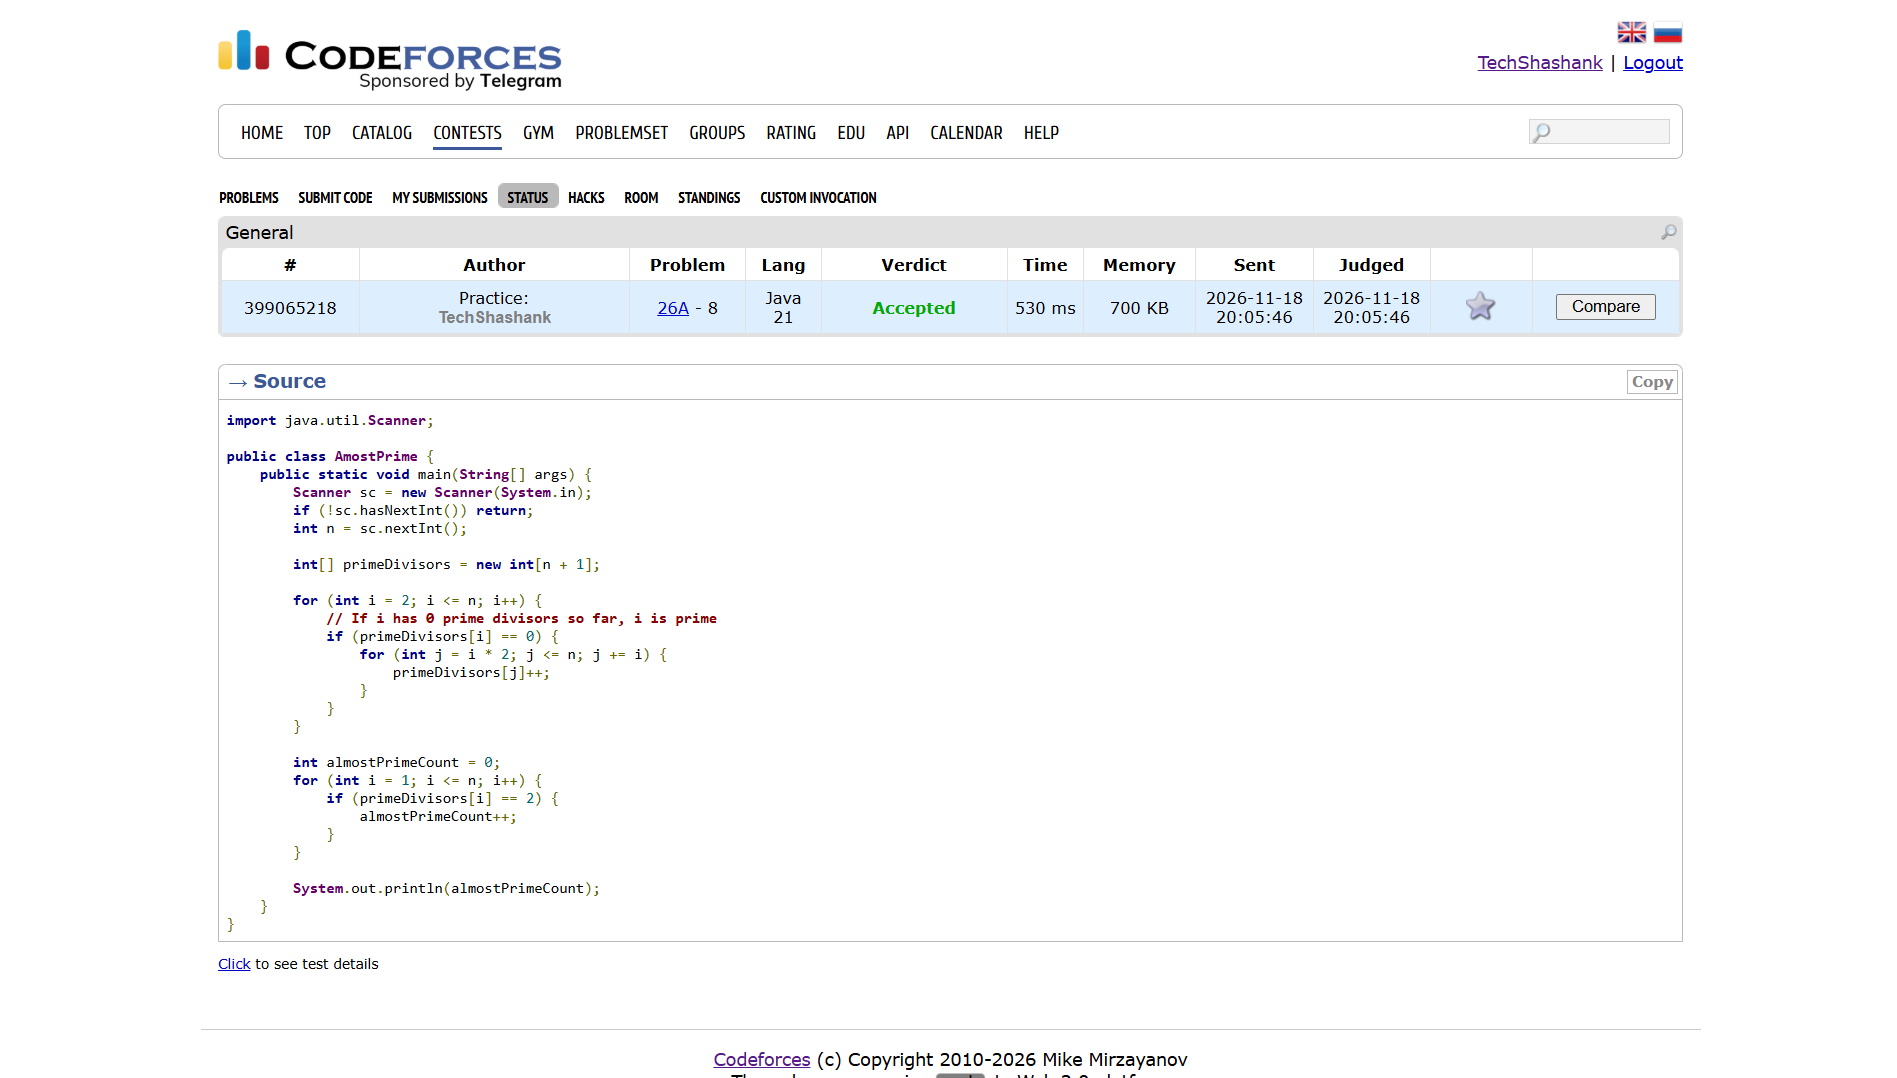 CODEFORCES
Sponsored by Telegram
TechShashank | Logout
HOME TOP CATALOG CONTESTS GYM PROBLEMSET GROUPS RATING EDU API CALENDAR HELP
PROBLEMS SUBMIT CODE MY SUBMISSIONS STATUS HACKS ROOM STANDINGS CUSTOM INVOCATION
General
# Author Problem Lang Verdict Time Memory Sent Judged
399065218 Practice: TechShashank 26A - 8 Java 21 Accepted 530 ms 700 KB 2026-11-18 20:05:46 2026-11-18 20:05:46 Compare
→ Source Copy
import java.util.Scanner;
public class AmostPrime {
    public static void main(String[] args) {
        Scanner sc = new Scanner(System.in);
        if (!sc.hasNextInt()) return;
        int n = sc.nextInt();
        int[] primeDivisors = new int[n + 1];
        for (int i = 2; i <= n; i++) {
            // If i has 0 prime divisors so far, i is prime
            if (primeDivisors[i] == 0) {
                for (int j = i * 2; j <= n; j += i) {
                    primeDivisors[j]++;
                }
            }
        }
        int almostPrimeCount = 0;
        for (int i = 1; i <= n; i++) {
            if (primeDivisors[i] == 2) {
                almostPrimeCount++;
            }
        }
        System.out.println(almostPrimeCount);
    }
}
Click to see test details
Codeforces (c) Copyright 2010-2026 Mike Mirzayanov